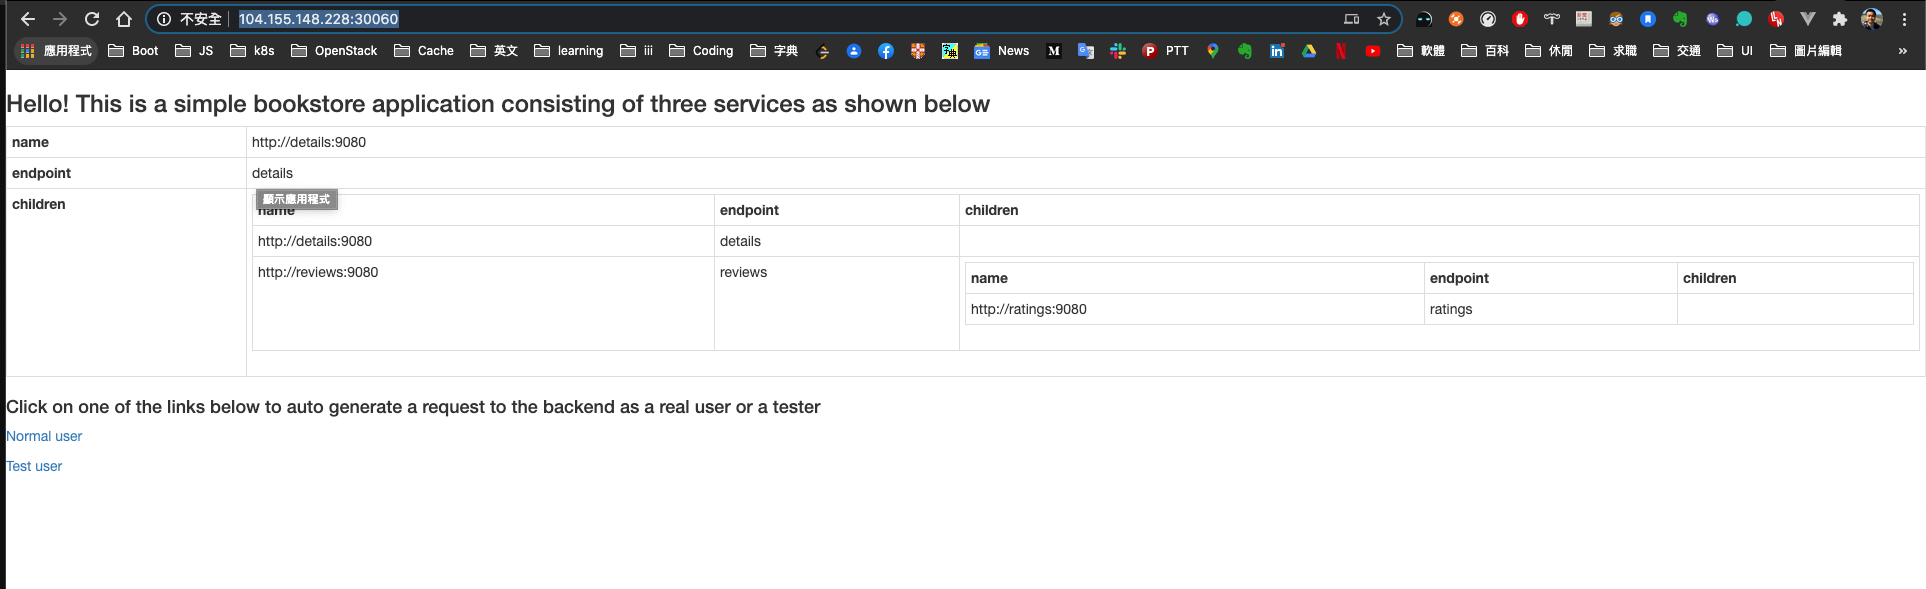 不安全 104.155.148.228:30060
應用程式 Boot JS k8s OpenStack Cache 英文 learning iii Coding 字典 News PTT 軟體 百科 休閒 求職 交通 UI 圖片編輯 »
Hello! This is a simple bookstore application consisting of three services as shown below
name http://details:9080
endpoint details
顯示應用程式
children name endpoint children
http://details:9080 details
http://reviews:9080 reviews
name endpoint children
http://ratings:9080 ratings
Click on one of the links below to auto generate a request to the backend as a real user or a tester
Normal user
Test user